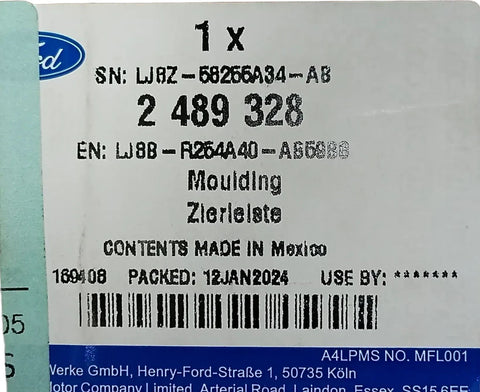 1 x
Ford
SN: LJ8Z-58255A34-AB
2 489 328
EN: LJ8B-R254A40-AB5BB8
Moulding
Zierleiste
CONTENTS MADE IN Mexico
169408 PACKED: 12JAN2024 USE BY: *******
05
A4LPMS NO. MFL001
S
Werke GmbH, Henry-Ford-Straße 1, 50735 Köln
Motor Company Limited, Arterial Road, Laindon, Essex, SS15 6EE